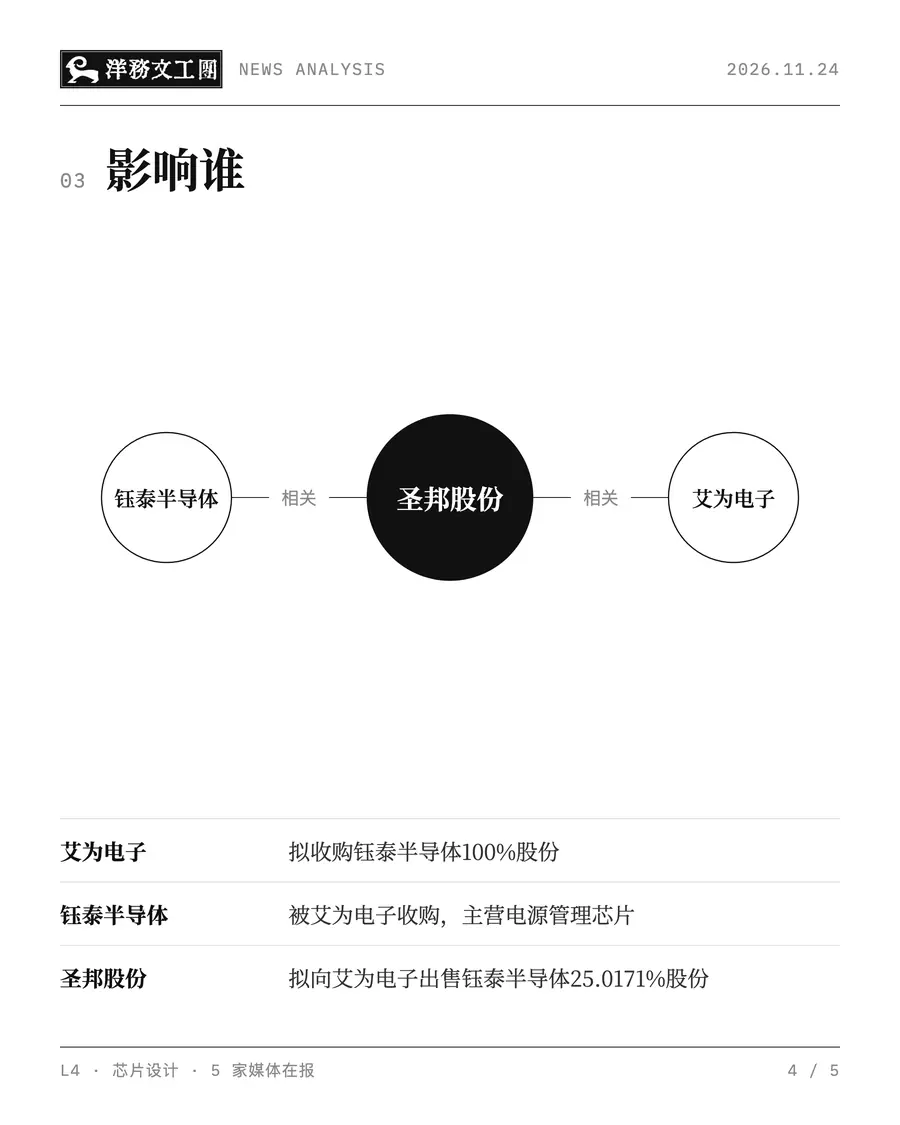 洋務文工團 NEWS ANALYSIS 2026.11.24
03 影响谁
钰泰半导体 相关 圣邦股份 相关 艾为电子
艾为电子 拟收购钰泰半导体100%股份
钰泰半导体 被艾为电子收购，主营电源管理芯片
圣邦股份 拟向艾为电子出售钰泰半导体25.0171%股份
L4 · 芯片设计 · 5 家媒体在报 4 / 5